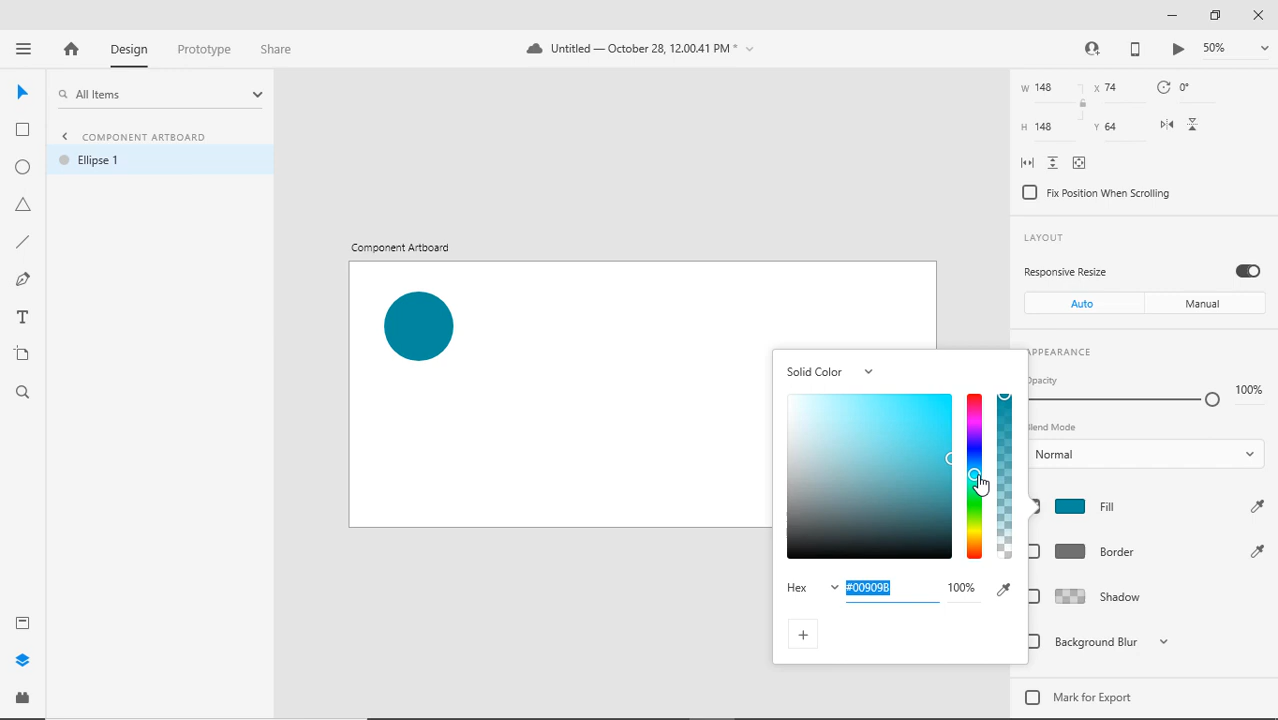 Design
Prototype
Share
Untitled — October 28, 12.00.41 PM *
50%
All Items
COMPONENT ARTBOARD
Ellipse 1
Component Artboard
W 148
X 74
0°
H 148
Y 64
Fix Position When Scrolling
LAYOUT
Responsive Resize
Auto
Manual
APPEARANCE
Opacity
100%
Blend Mode
Normal
Fill
Border
Shadow
Background Blur
Mark for Export
Solid Color
Hex
#00909B
100%
+